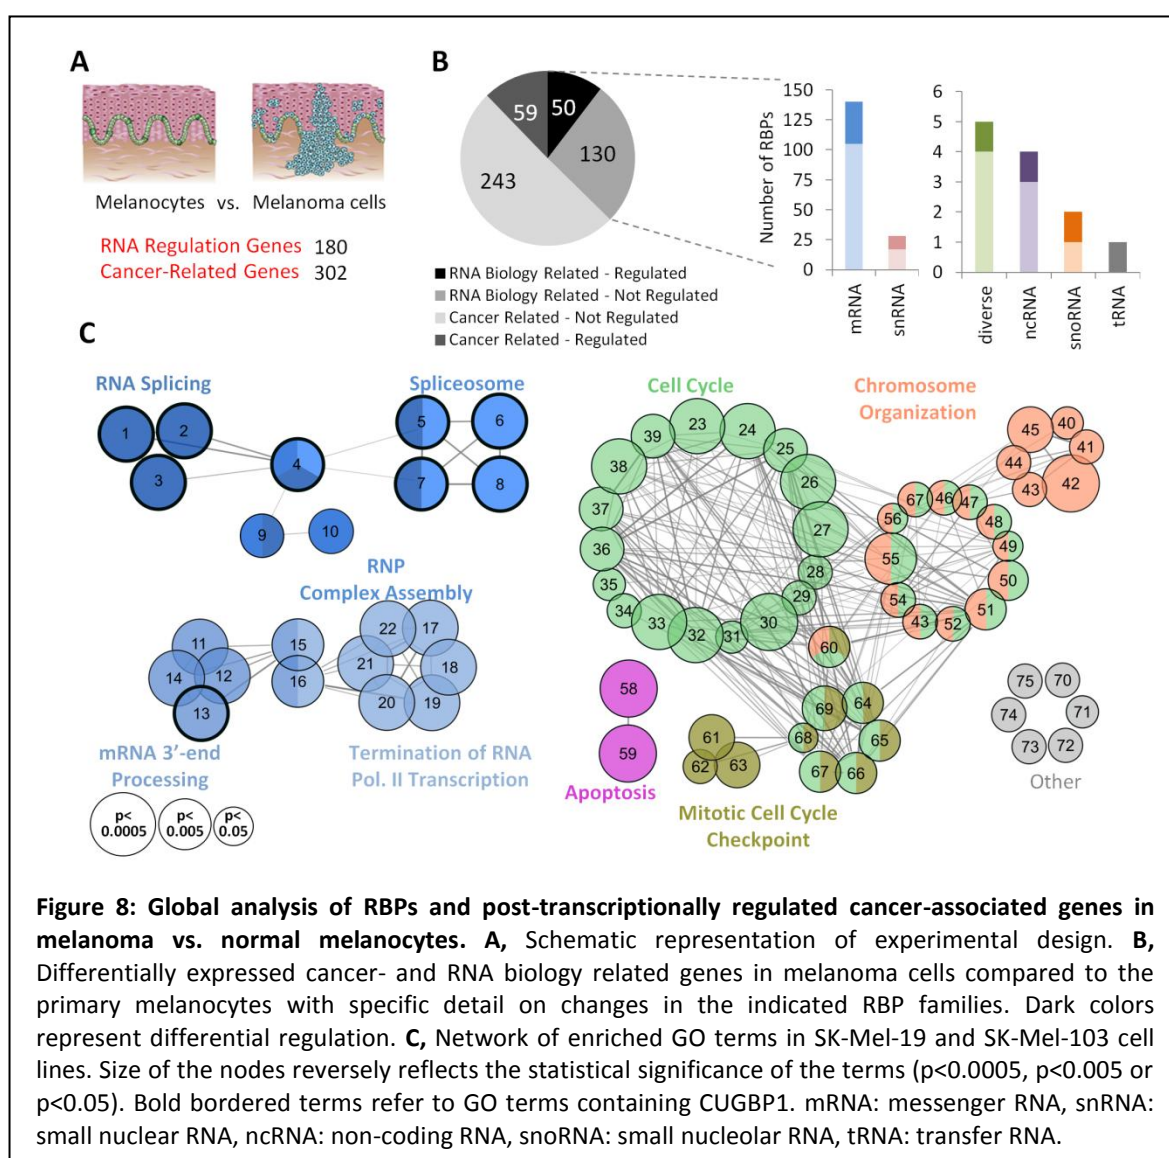 A
Melanocytes vs. Melanoma cells
RNA Regulation Genes 180
Cancer-Related Genes 302
B
59
50
130
243
RNA Biology Related - Regulated
RNA Biology Related - Not Regulated
Cancer Related - Not Regulated
Cancer Related - Regulated
Number of RBPs
150
125
100
75
50
25
0
mRNA
snRNA
6
5
4
3
2
1
0
diverse
ncRNA
snoRNA
tRNA
C
RNA Splicing
1
2
3
4
Spliceosome
5
6
7
8
9
10
RNP
Complex Assembly
11
12
14
13
15
16
22
17
21
18
20
19
mRNA 3’-end
Processing
Termination of RNA
Pol. II Transcription
p<
0.0005
p<
0.005
p<
0.05
Cell Cycle
23
24
25
26
27
28
29
30
31
32
33
34
35
36
37
38
39
Chromosome
Organization
45
40
41
42
43
44
67
46
47
48
49
50
51
52
43
54
55
56
60
58
59
Apoptosis
61
62
63
69
64
65
66
67
68
Mitotic Cell Cycle
Checkpoint
75
70
71
72
73
74
Other
Figure 8: Global analysis of RBPs and post-transcriptionally regulated cancer-associated genes in
melanoma vs. normal melanocytes. A, Schematic representation of experimental design. B,
Differentially expressed cancer- and RNA biology related genes in melanoma cells compared to the
primary melanocytes with specific detail on changes in the indicated RBP families. Dark colors
represent differential regulation. C, Network of enriched GO terms in SK-Mel-19 and SK-Mel-103 cell
lines. Size of the nodes reversely reflects the statistical significance of the terms (p<0.0005, p<0.005 or
p<0.05). Bold bordered terms refer to GO terms containing CUGBP1. mRNA: messenger RNA, snRNA:
small nuclear RNA, ncRNA: non-coding RNA, snoRNA: small nucleolar RNA, tRNA: transfer RNA.